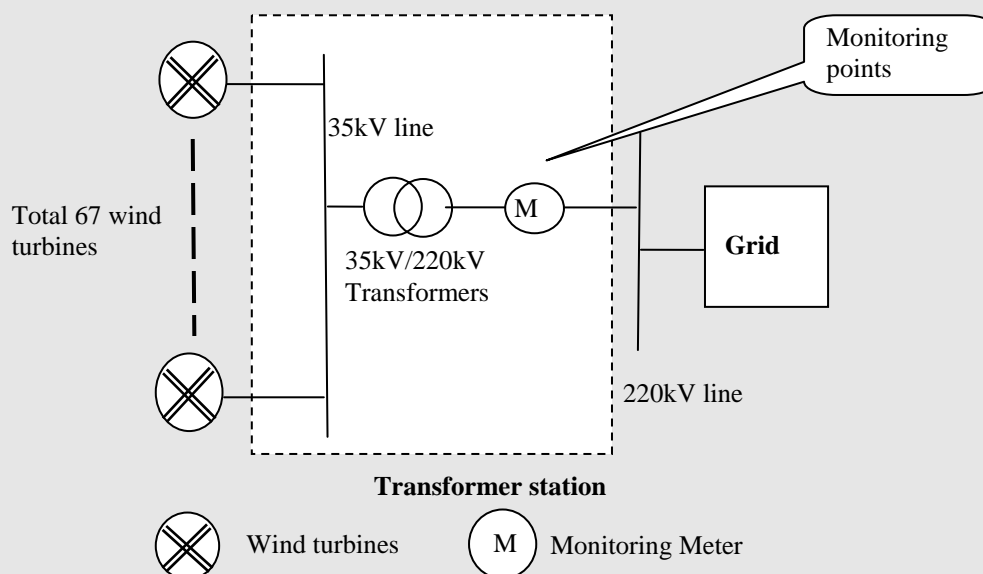 Monitoring
points
35kV line
Total 67 wind
turbines
M
35kV/220kV
Transformers
Grid
220kV line
Transformer station
Wind turbines
M
Monitoring Meter